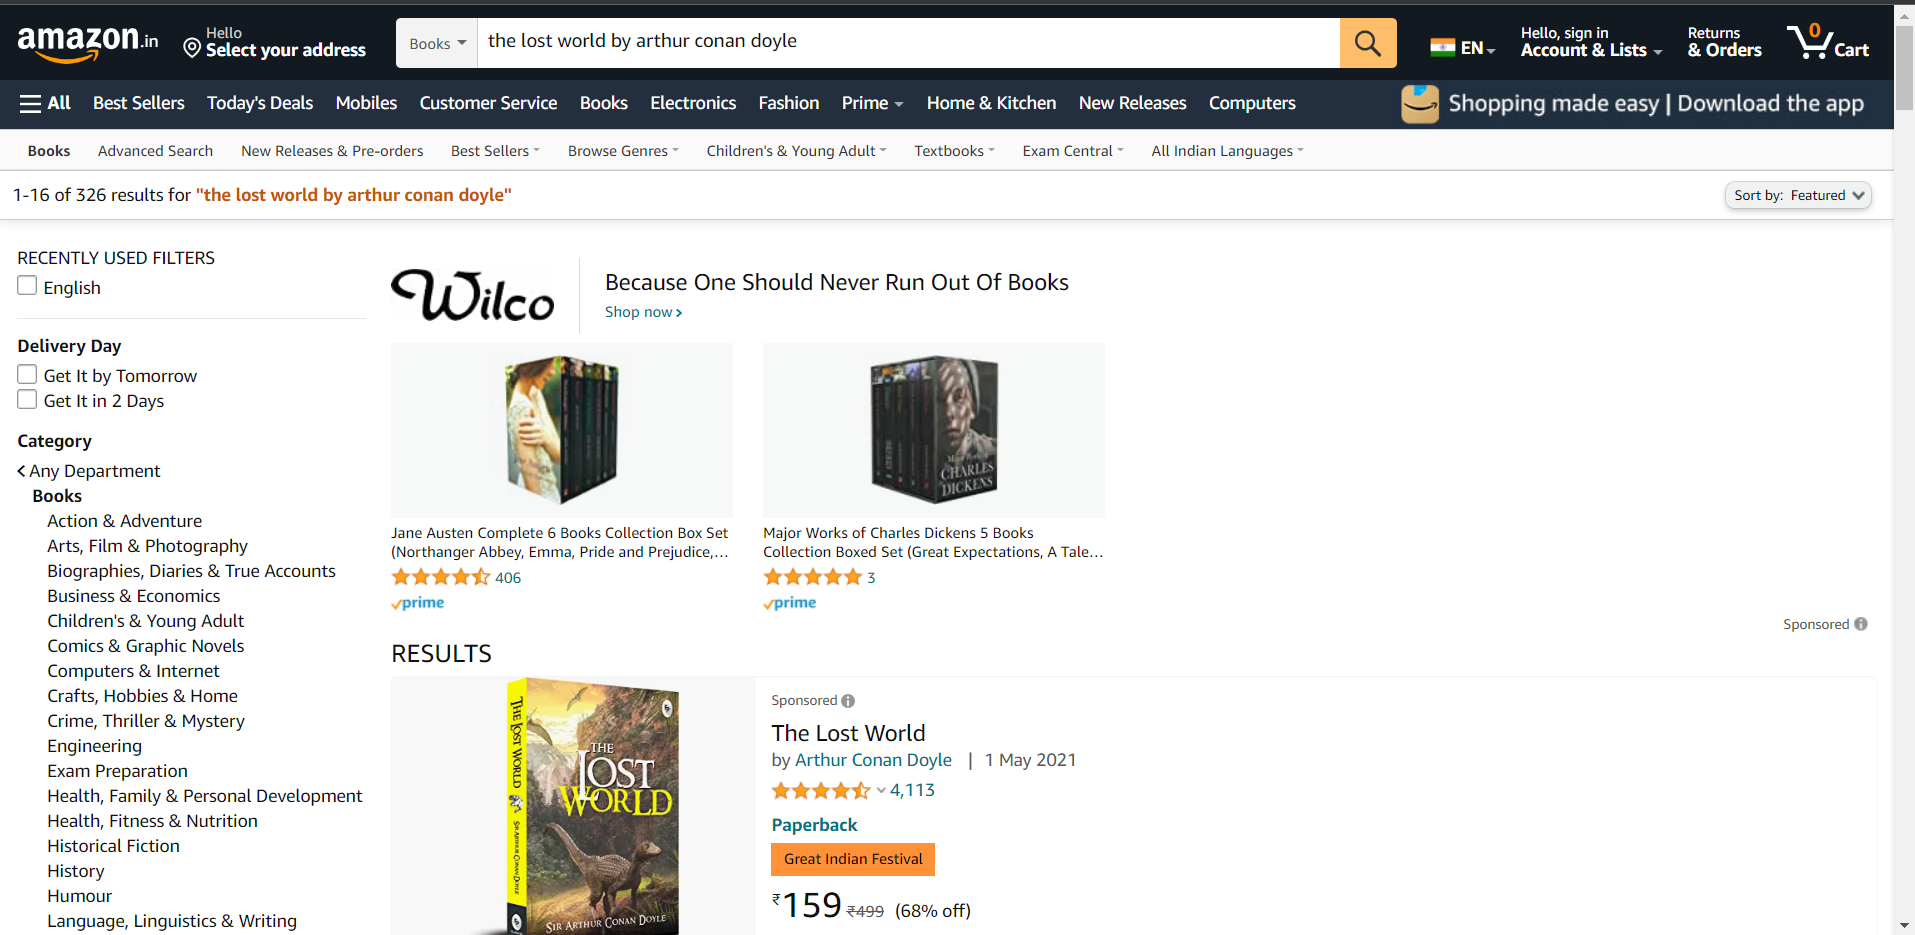 amazon.in
Hello
Select your address
Books
the lost world by arthur conan doyle
EN
Hello, sign in
Account & Lists
Returns
& Orders
0
Cart
All
Best Sellers
Today's Deals
Mobiles
Customer Service
Books
Electronics
Fashion
Prime
Home & Kitchen
New Releases
Computers
Shopping made easy | Download the app
Books
Advanced Search
New Releases & Pre-orders
Best Sellers
Browse Genres
Children's & Young Adult
Textbooks
Exam Central
All Indian Languages
1-16 of 326 results for "the lost world by arthur conan doyle"
Sort by: Featured
RECENTLY USED FILTERS
English
Delivery Day
Get It by Tomorrow
Get It in 2 Days
Category
Any Department
Books
Action & Adventure
Arts, Film & Photography
Biographies, Diaries & True Accounts
Business & Economics
Children's & Young Adult
Comics & Graphic Novels
Computers & Internet
Crafts, Hobbies & Home
Crime, Thriller & Mystery
Engineering
Exam Preparation
Health, Family & Personal Development
Health, Fitness & Nutrition
Historical Fiction
History
Humour
Language, Linguistics & Writing
Wilco
Because One Should Never Run Out Of Books
Shop now
Major Works of
CHARLES
DICKENS
Jane Austen Complete 6 Books Collection Box Set
(Northanger Abbey, Emma, Pride and Prejudice,...
406
prime
Major Works of Charles Dickens 5 Books
Collection Boxed Set (Great Expectations, A Tale...
3
prime
Sponsored
RESULTS
THE LOST WORLD
SIR ARTHUR CONAN DOYLE
THE
LOST
WORLD
SIR ARTHUR CONAN DOYLE
Sponsored
The Lost World
by Arthur Conan Doyle | 1 May 2021
4,113
Paperback
Great Indian Festival
₹159 ₹499 (68% off)